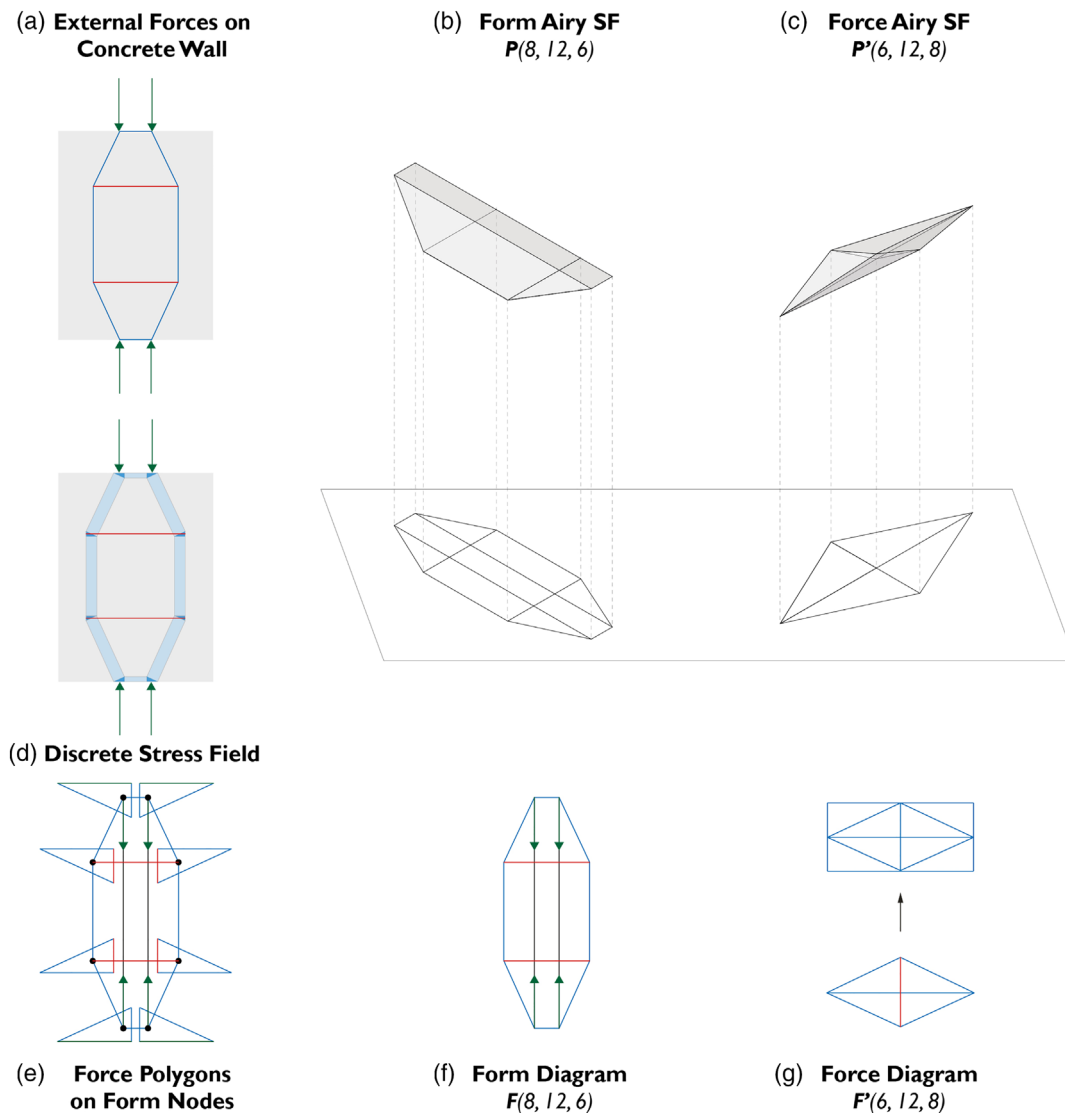 (a) External Forces on
Concrete Wall
(b) Form Airy SF
P(8, 12, 6)
(c) Force Airy SF
P’(6, 12, 8)
(d) Discrete Stress Field
(e) Force Polygons
on Form Nodes
(f) Form Diagram
F(8, 12, 6)
(g) Force Diagram
F’(6, 12, 8)